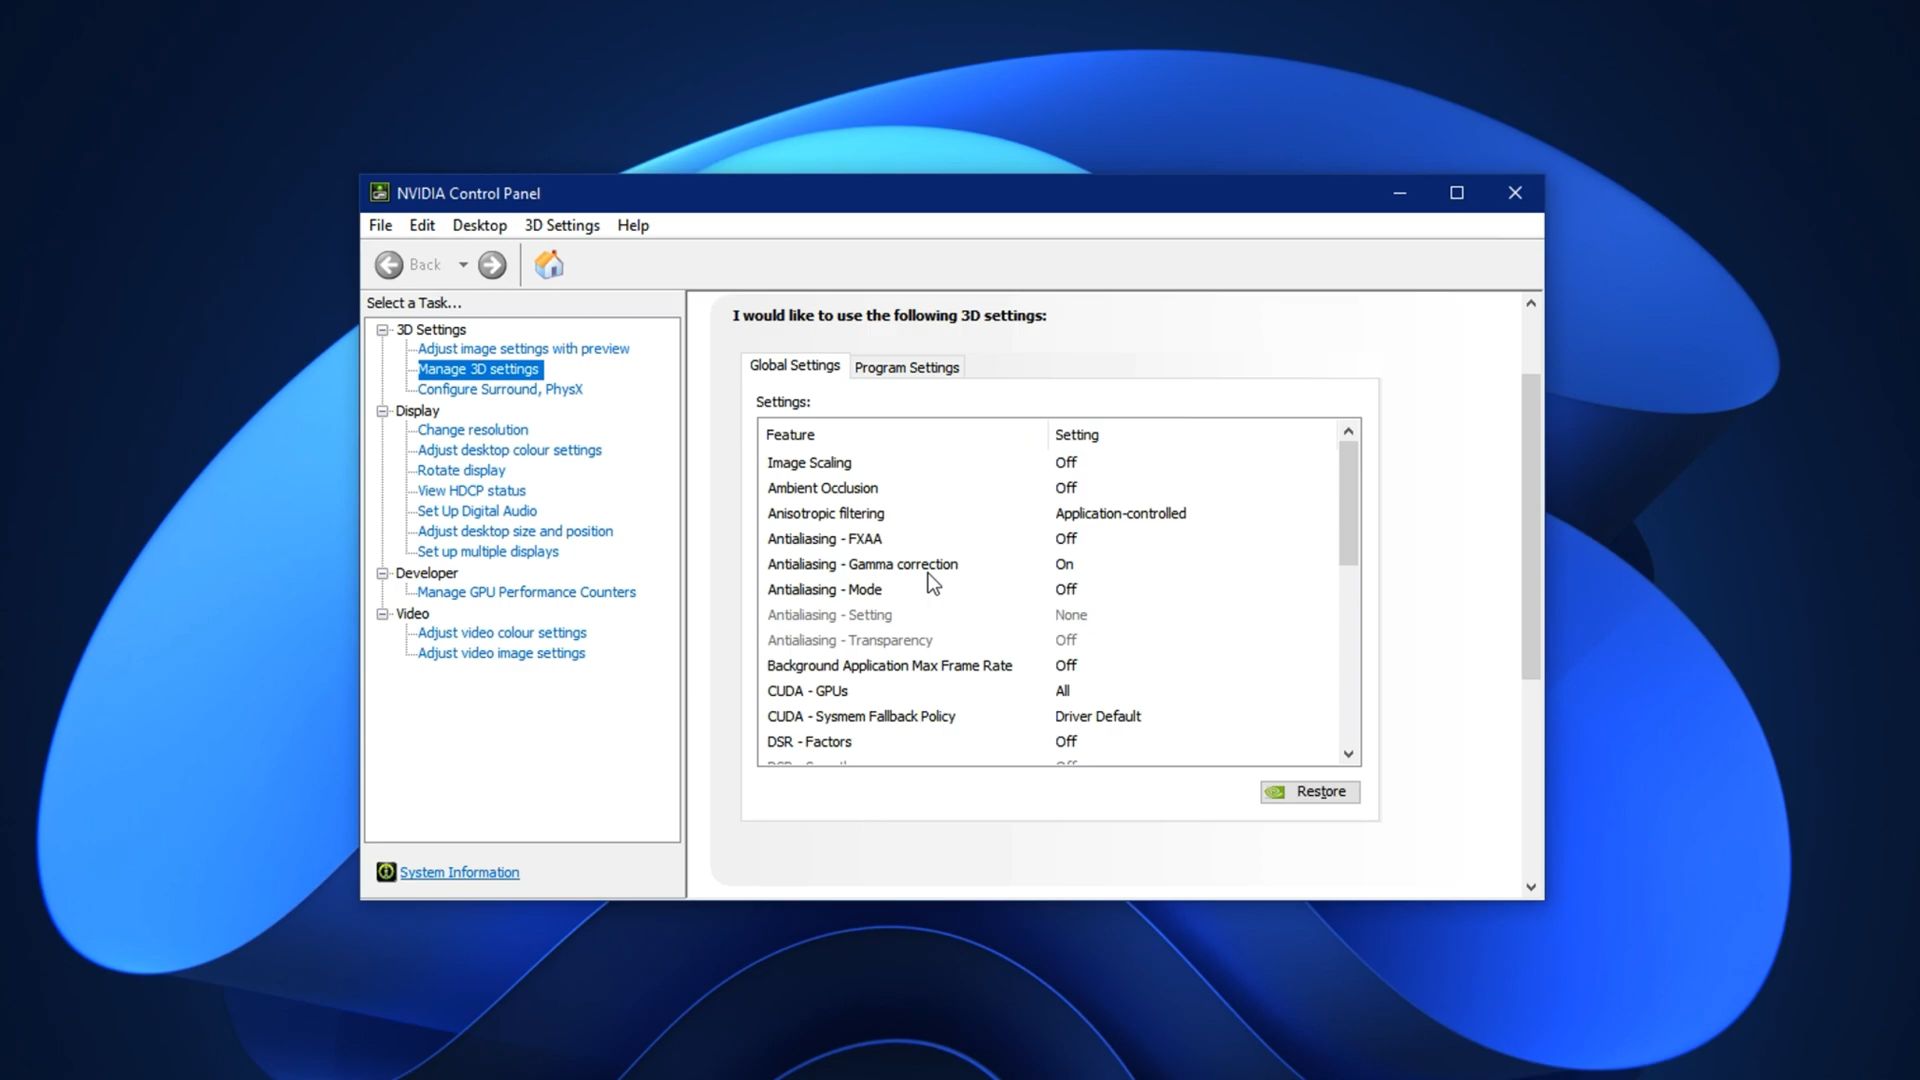 NVIDIA Control Panel
File Edit Desktop 3D Settings Help
Back
Select a Task...
3D Settings
Adjust image settings with preview
Manage 3D settings
Configure Surround, PhysX
Display
Change resolution
Adjust desktop colour settings
Rotate display
View HDCP status
Set Up Digital Audio
Adjust desktop size and position
Set up multiple displays
Developer
Manage GPU Performance Counters
Video
Adjust video colour settings
Adjust video image settings
System Information
I would like to use the following 3D settings:
Global Settings Program Settings
Settings:
Feature Setting
Image Scaling Off
Ambient Occlusion Off
Anisotropic filtering Application-controlled
Antialiasing - FXAA Off
Antialiasing - Gamma correction On
Antialiasing - Mode Off
Antialiasing - Setting None
Antialiasing - Transparency Off
Background Application Max Frame Rate Off
CUDA - GPUs All
CUDA - Sysmem Fallback Policy Driver Default
DSR - Factors Off
Restore